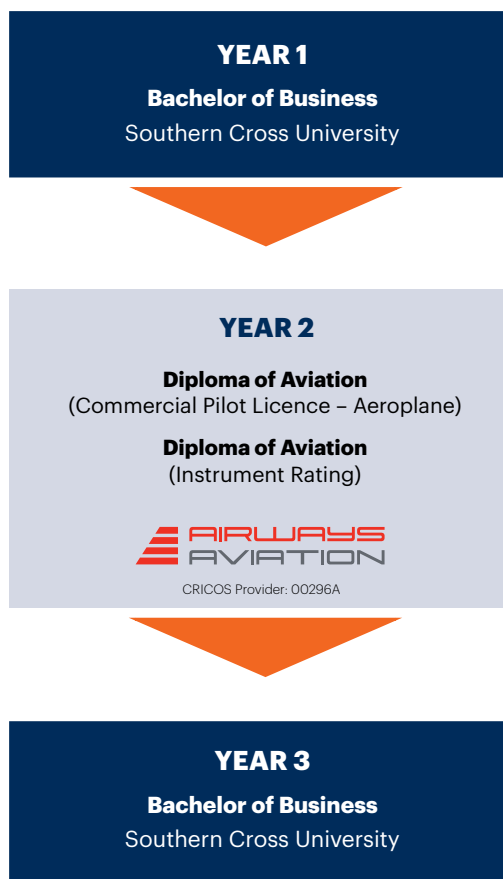 YEAR 1
Bachelor of Business
Southern Cross University
YEAR 2
Diploma of Aviation
(Commercial Pilot Licence – Aeroplane)
Diploma of Aviation
(Instrument Rating)
AIRWAYS
AVIATION
CRICOS Provider: 00296A
YEAR 3
Bachelor of Business
Southern Cross University